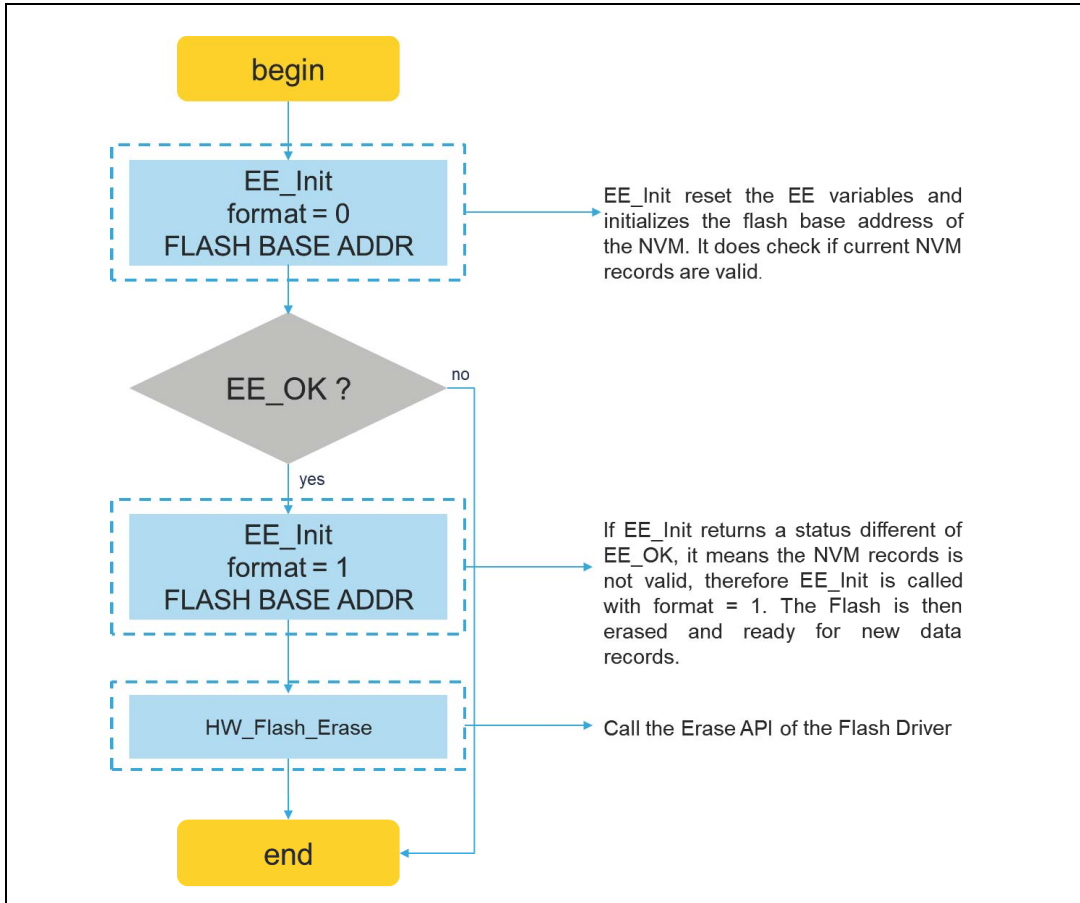 begin
EE_Init
format = 0
FLASH BASE ADDR
EE_Init reset the EE variables and
initializes the flash base address of
the NVM. It does check if current NVM
records are valid.
EE_OK ?
no
yes
EE_Init
format = 1
FLASH BASE ADDR
If EE_Init returns a status different of
EE_OK, it means the NVM records is
not valid, therefore EE_Init is called
with format = 1. The Flash is then
erased and ready for new data
records.
HW_Flash_Erase
Call the Erase API of the Flash Driver
end